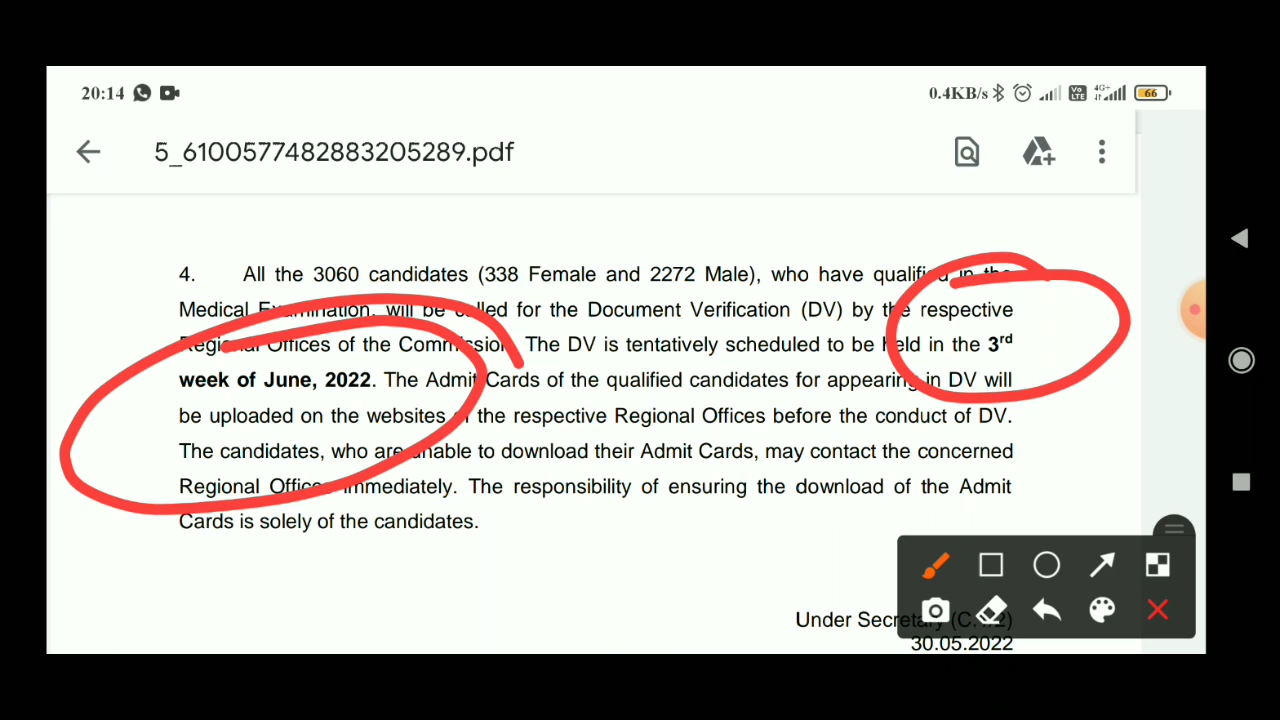 20:14
0.4KB/s
Vo LTE
4G+
66
5_6100577482883205289.pdf
4. All the 3060 candidates (338 Female and 2272 Male), who have qualified in the
Medical Examination, will be called for the Document Verification (DV) by the respective
Regional Offices of the Commission. The DV is tentatively scheduled to be held in the 3rd
week of June, 2022. The Admit Cards of the qualified candidates for appearing in DV will
be uploaded on the websites of the respective Regional Offices before the conduct of DV.
The candidates, who are unable to download their Admit Cards, may contact the concerned
Regional Offices immediately. The responsibility of ensuring the download of the Admit
Cards is solely of the candidates.
Under Secretary
30.05.2022